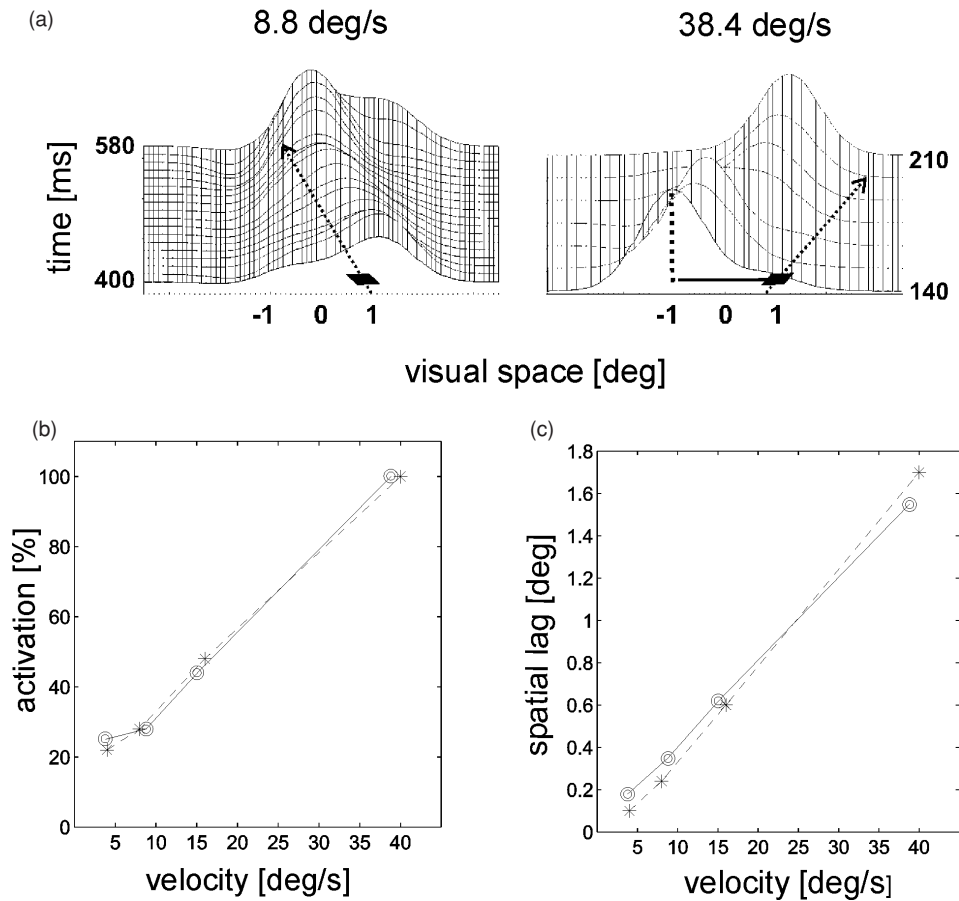 (a)
8.8 deg/s
38.4 deg/s
time [ms]
580
400
210
140
-1 0 1
-1 0 1
visual space [deg]
(b)
activation [%]
100
80
60
40
20
0
5 10 15 20 25 30 35 40
velocity [deg/s]
(c)
spatial lag [deg]
1.8
1.6
1.4
1.2
1
0.8
0.6
0.4
0.2
0
5 10 15 20 25 30 35 40
velocity [deg/s]